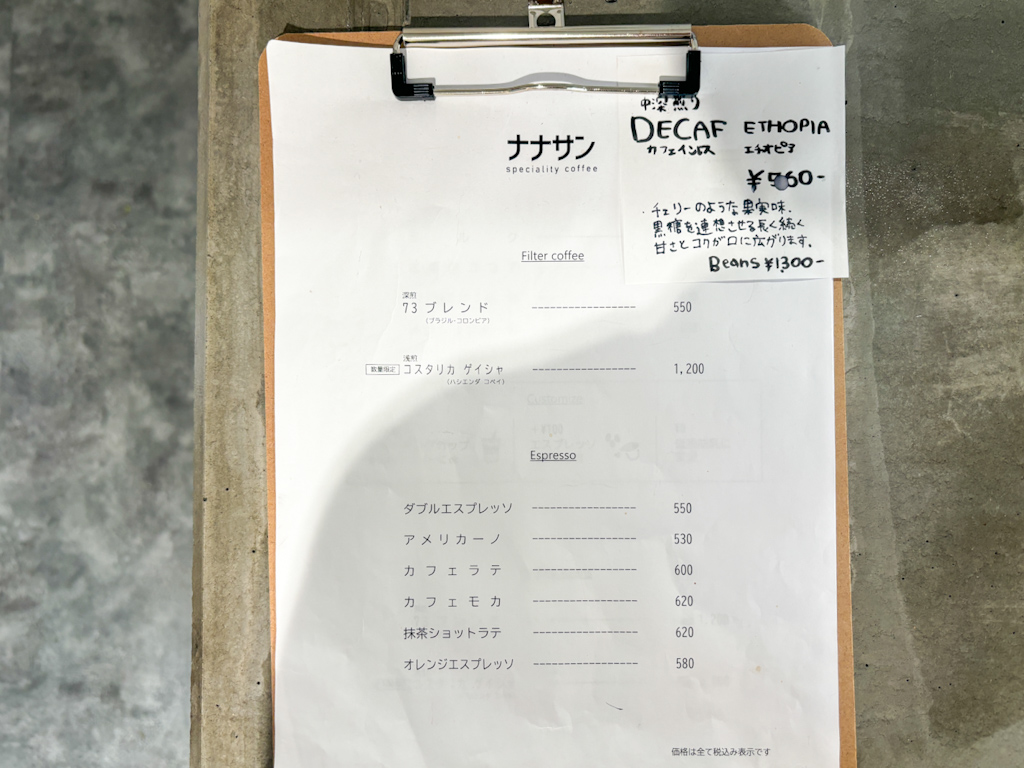 ナナサン
speciality coffee
中深煎り
DECAF ETHOPIA
カフェインレス エチオピア
¥560-
・チェリーのような果実味、
黒糖を連想させる長く続く
甘さとコクが口に広がります。
Beans ¥1300-
Filter coffee
深煎
73 ブレンド ----------------- 550
(ブラジル・コロンビア)
浅煎
数量限定 コスタリカ ゲイシャ ----------------- 1,200
(ハシエンダ コペイ)
Espresso
ダブルエスプレッソ ----------------- 550
アメリカーノ ----------------- 530
カフェラテ ----------------- 600
カフェモカ ----------------- 620
抹茶ショットラテ ----------------- 620
オレンジエスプレッソ ----------------- 580
価格は全て税込み表示です